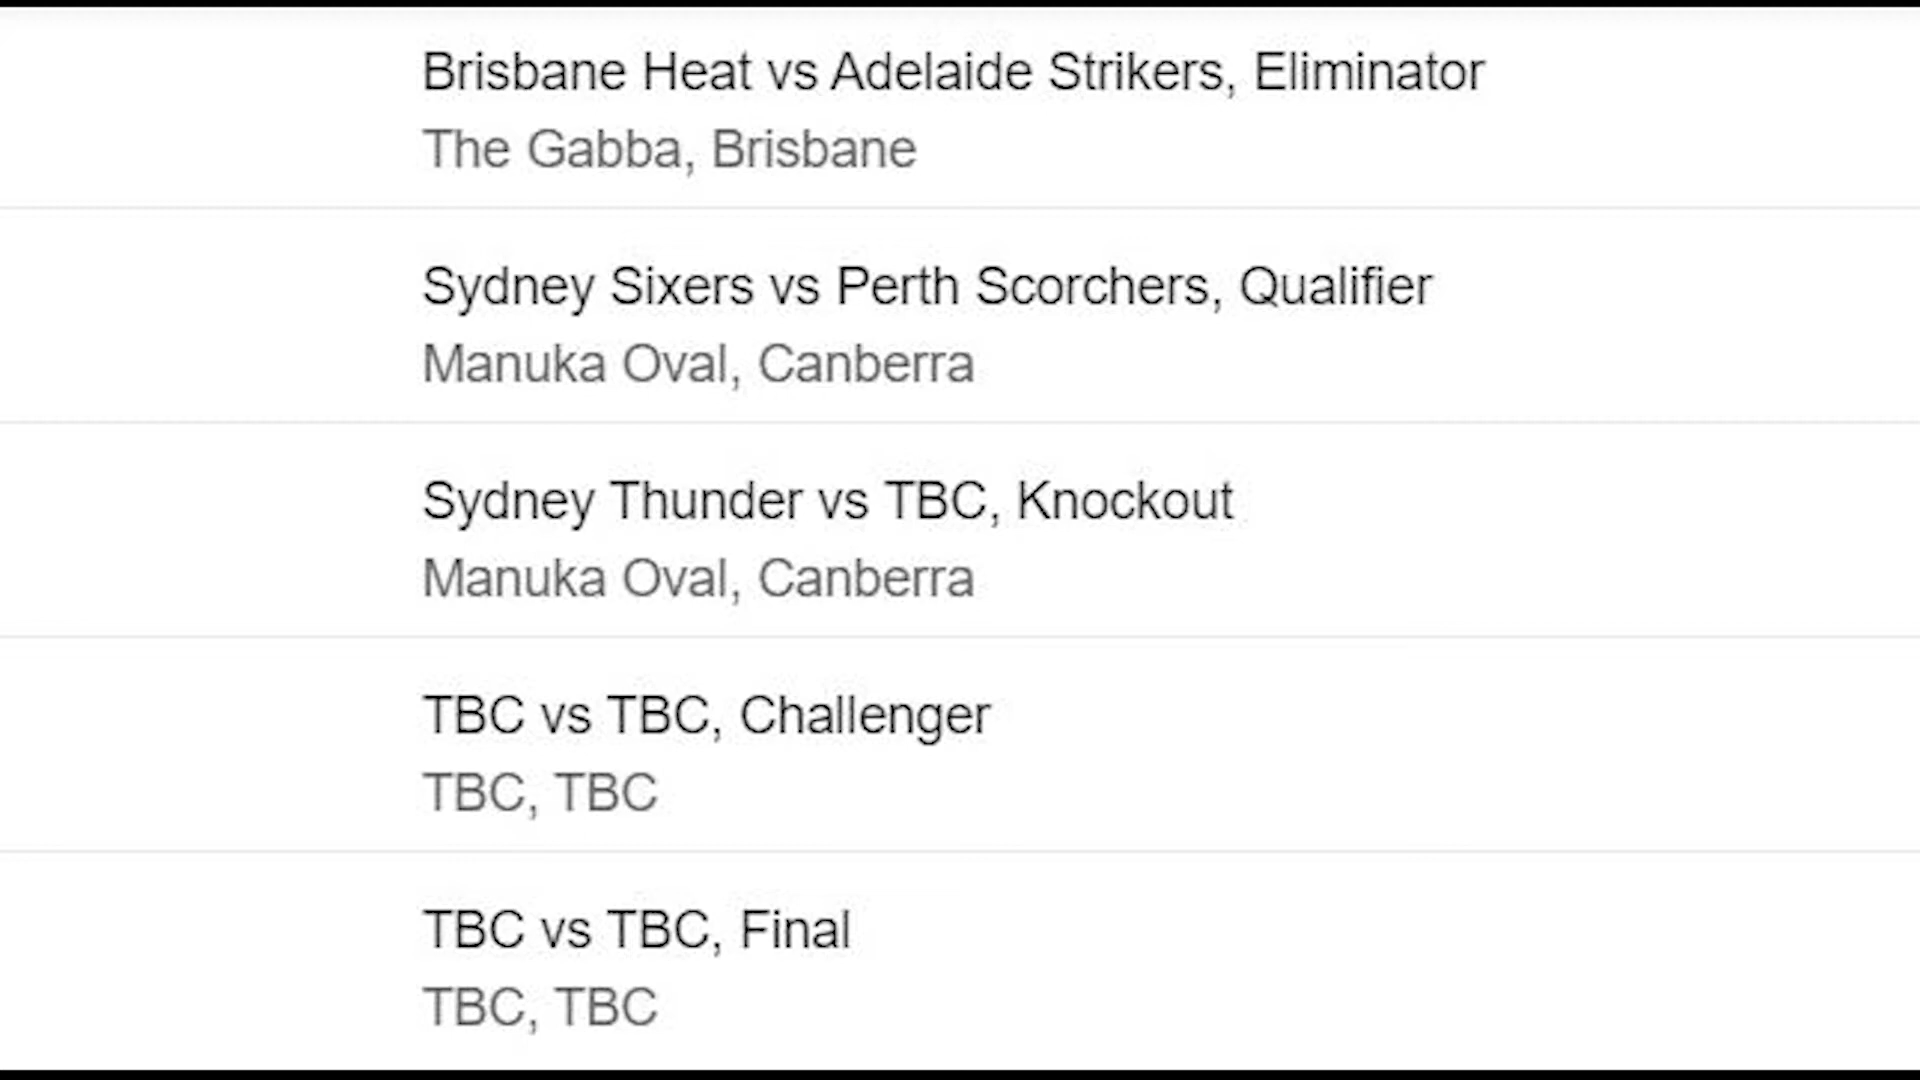 Brisbane Heat vs Adelaide Strikers, Eliminator
The Gabba, Brisbane
Sydney Sixers vs Perth Scorchers, Qualifier
Manuka Oval, Canberra
Sydney Thunder vs TBC, Knockout
Manuka Oval, Canberra
TBC vs TBC, Challenger
TBC, TBC
TBC vs TBC, Final
TBC, TBC